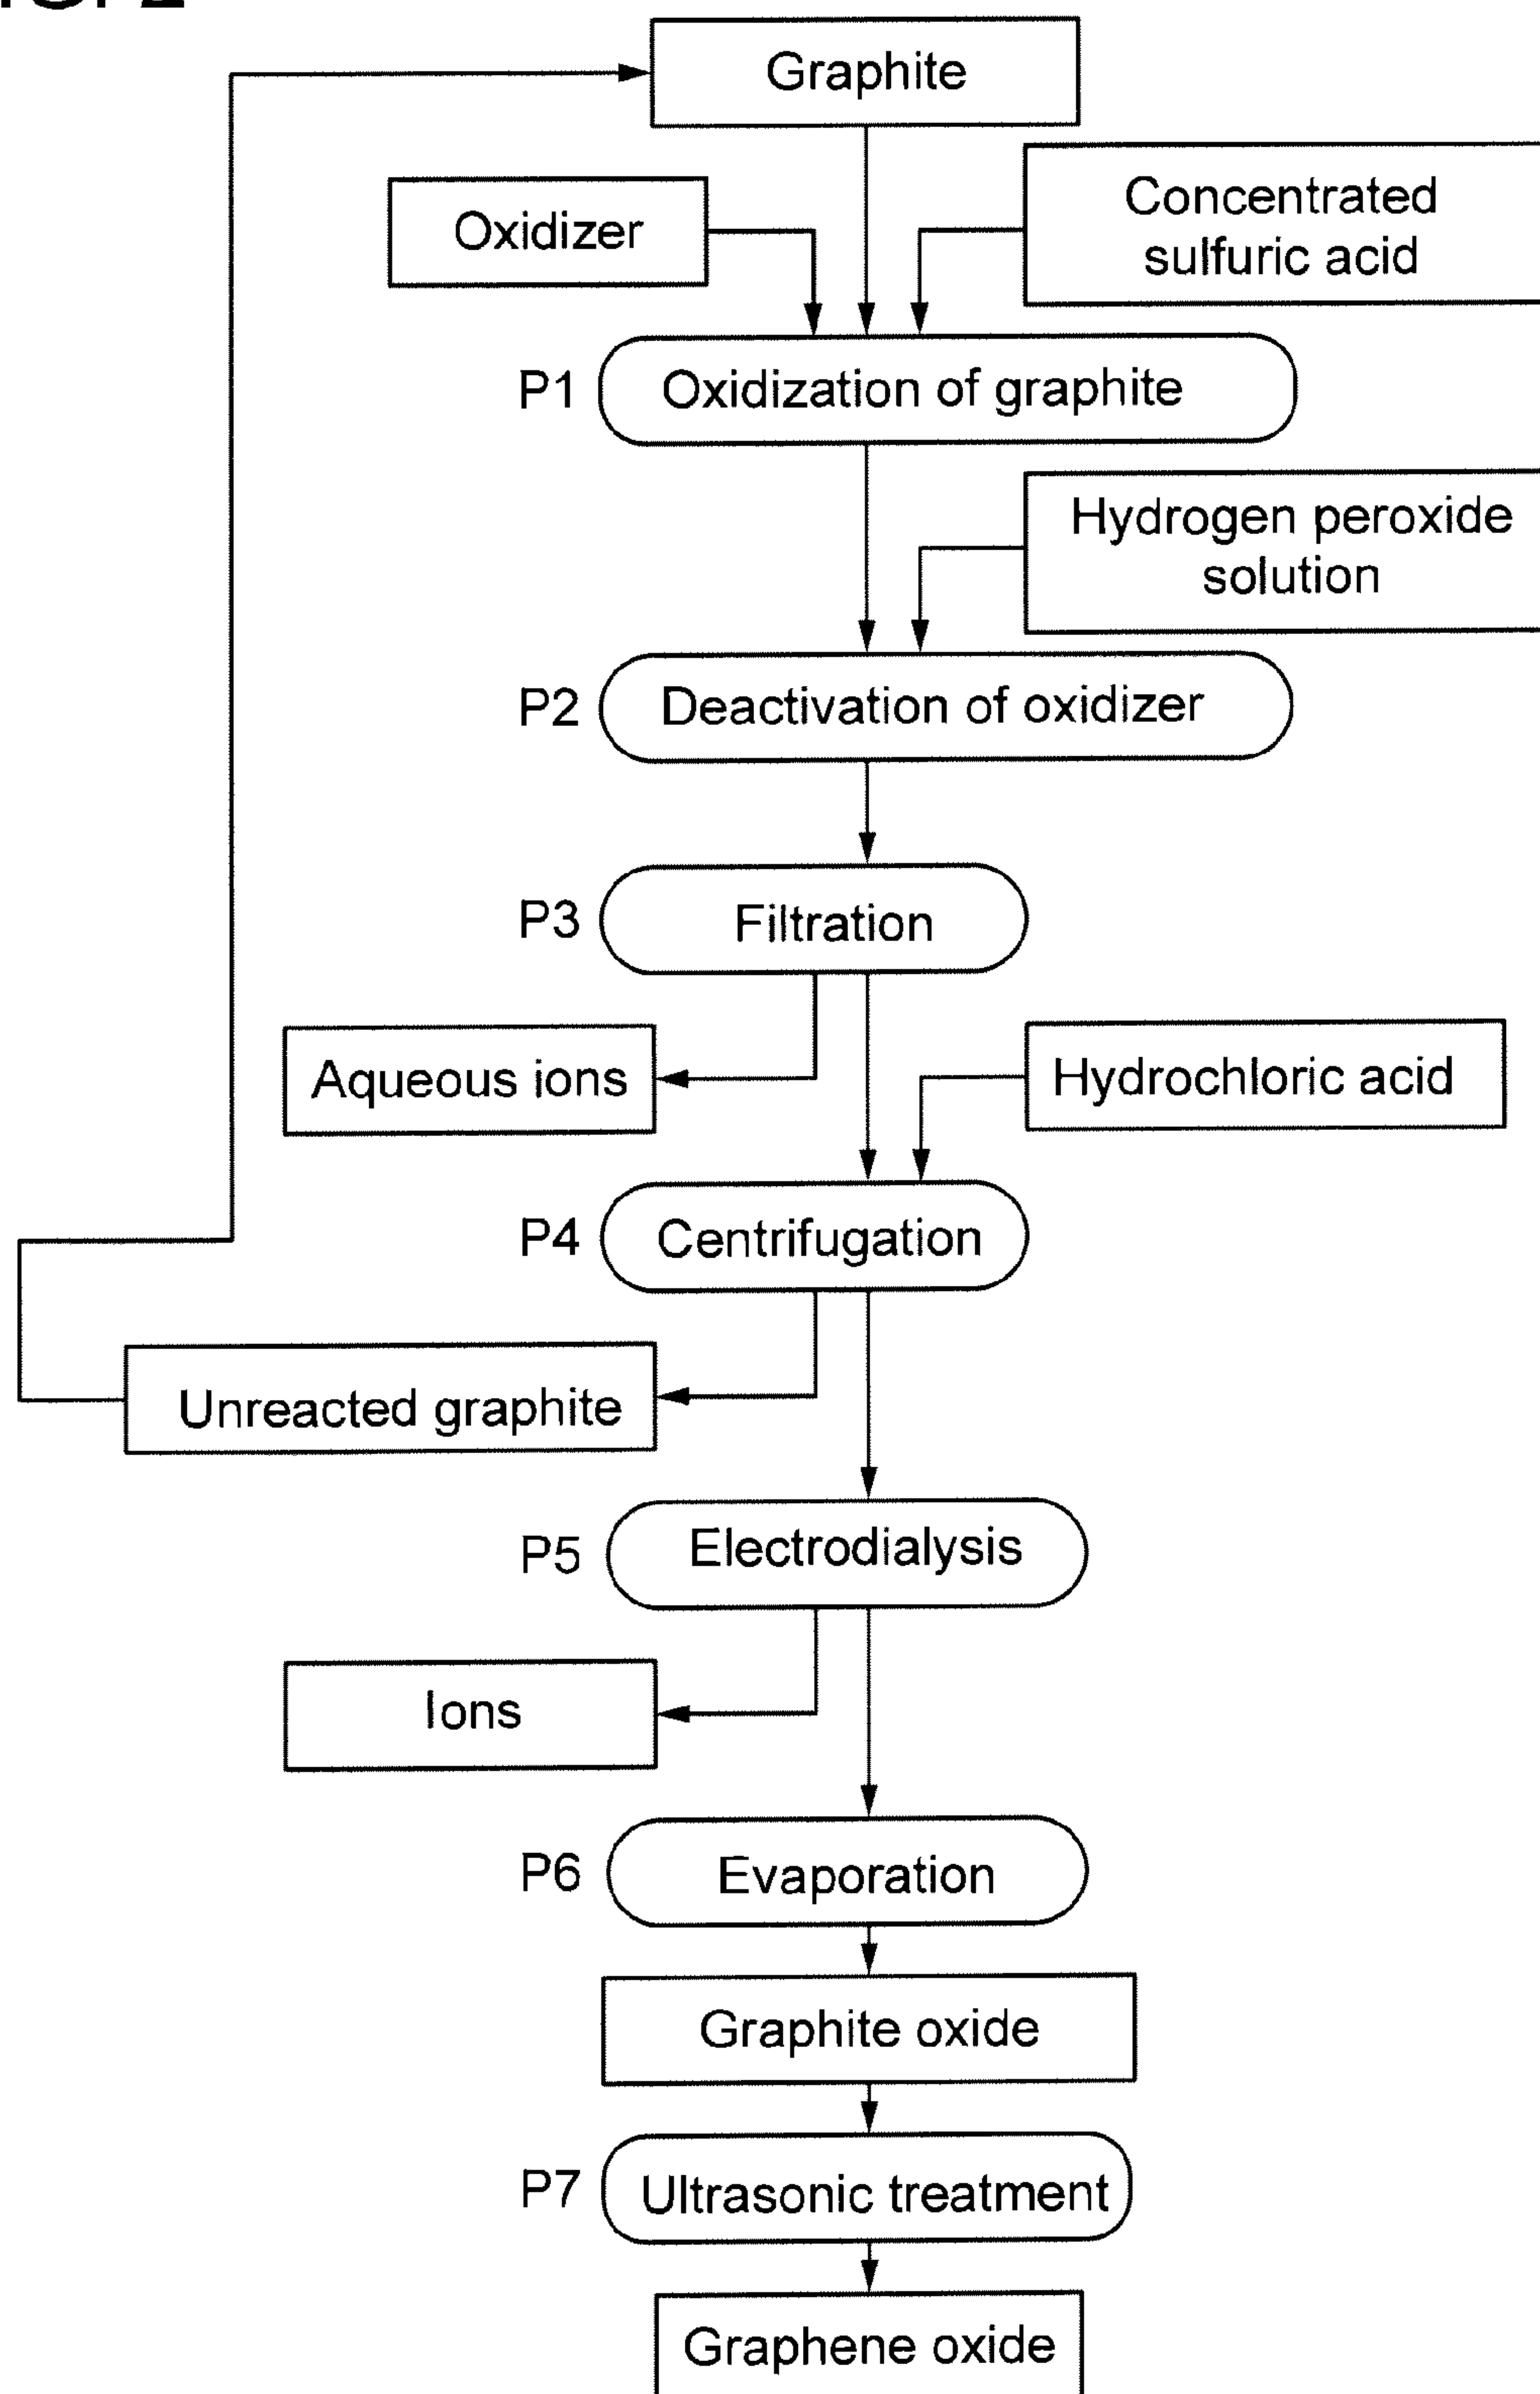 Graphite
Oxidizer
Concentrated
sulfuric acid
P1 Oxidization of graphite
Hydrogen peroxide
solution
P2 Deactivation of oxidizer
P3 Filtration
Aqueous ions
Hydrochloric acid
P4 Centrifugation
Unreacted graphite
P5 Electrodialysis
Ions
P6 Evaporation
Graphite oxide
P7 Ultrasonic treatment
Graphene oxide